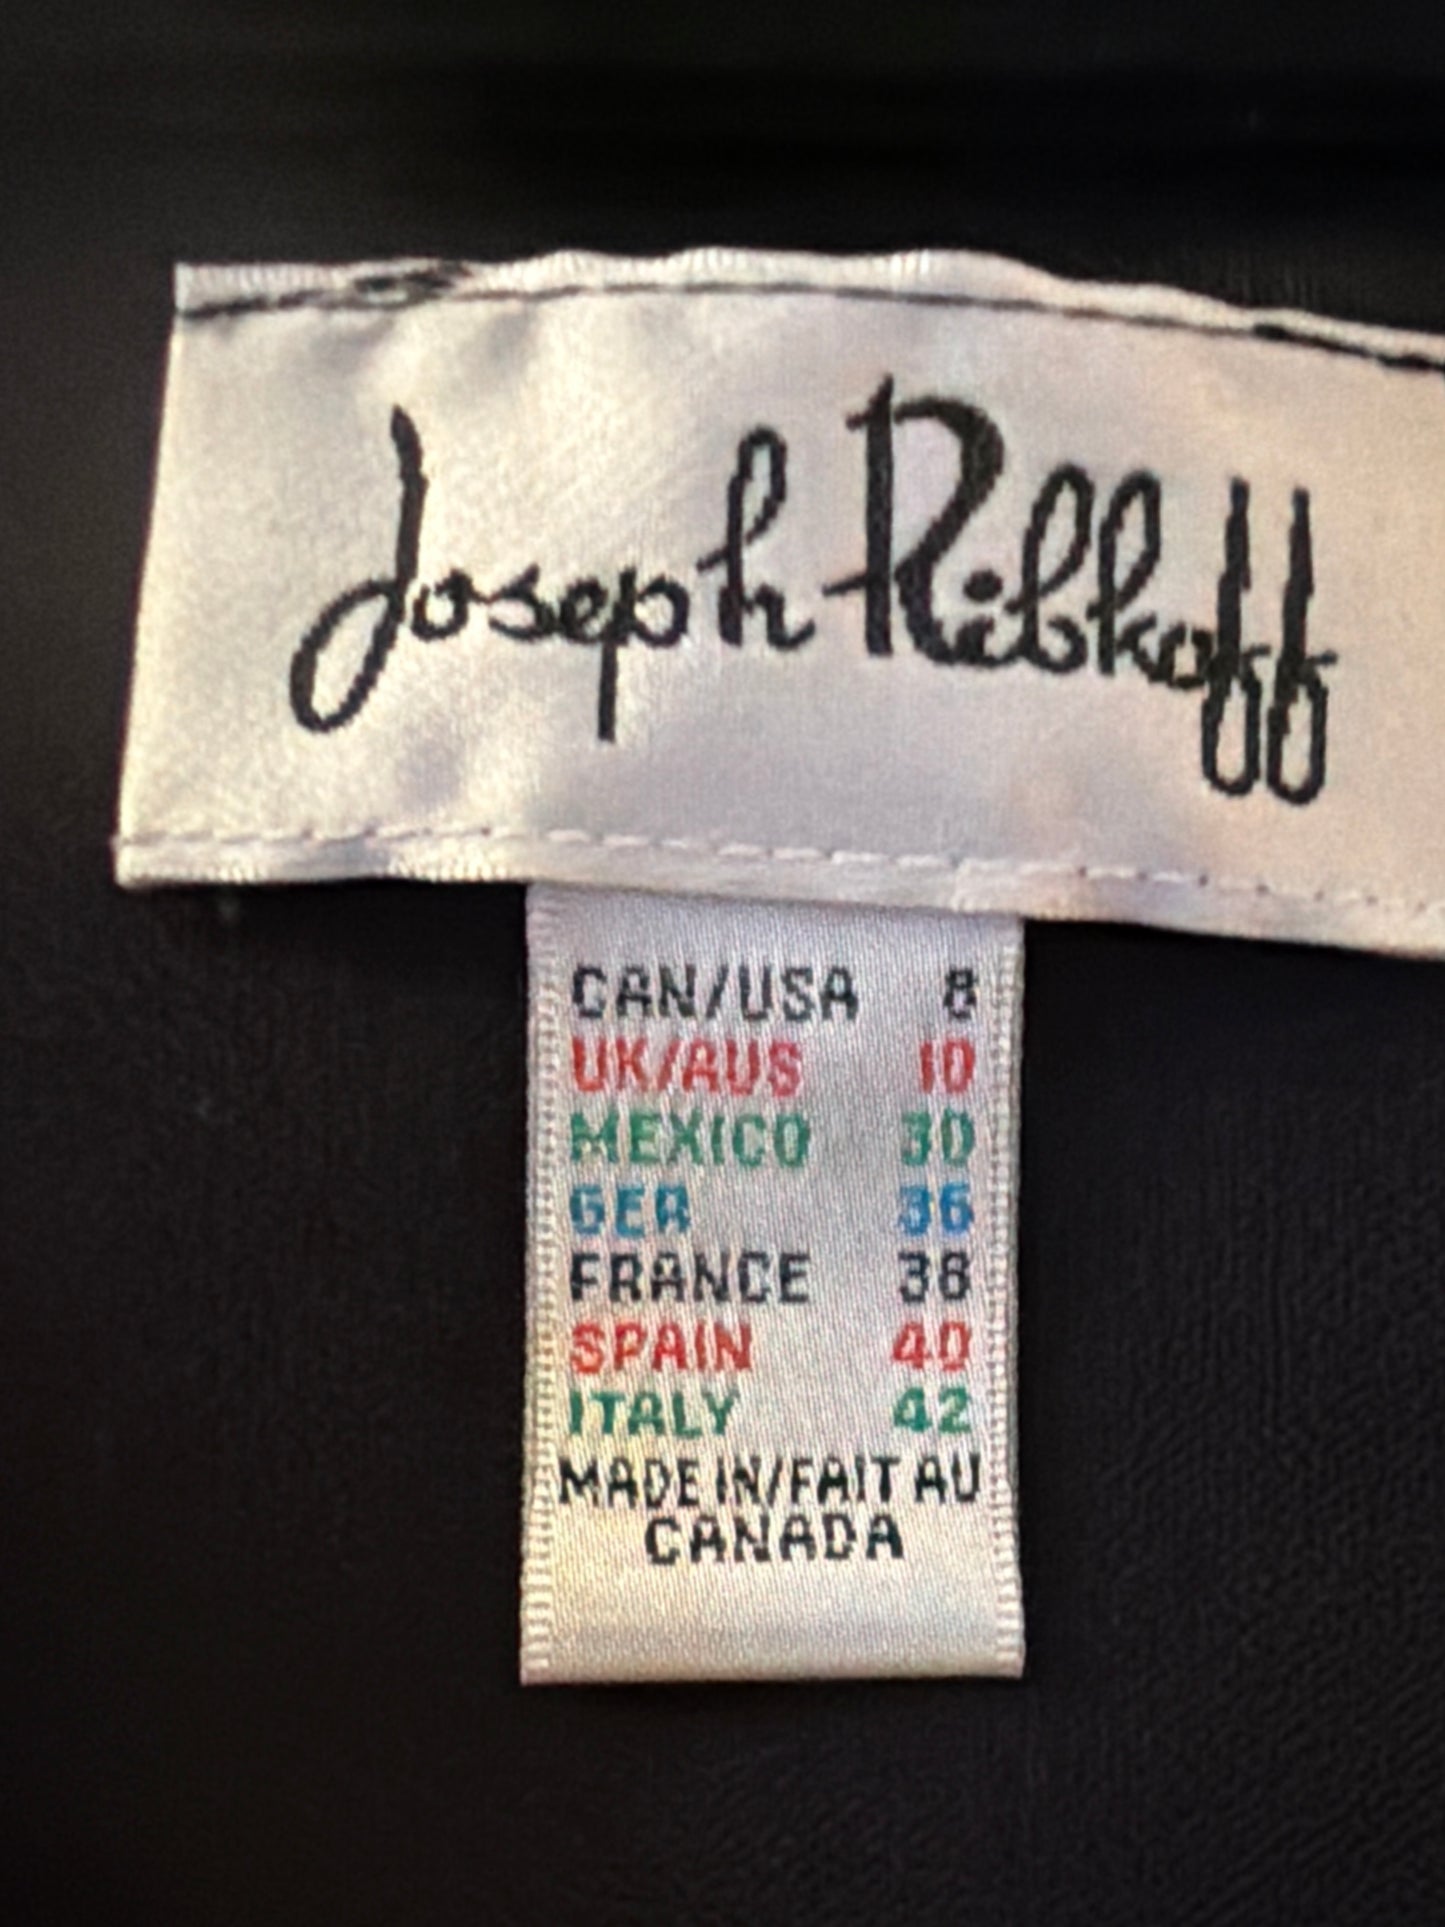 Joseph Ribkoff
CAN/USA 8
UK/AUS 10
MEXICO 30
GER 36
FRANCE 38
SPAIN 40
ITALY 42
MADE IN/FAIT AU
CANADA